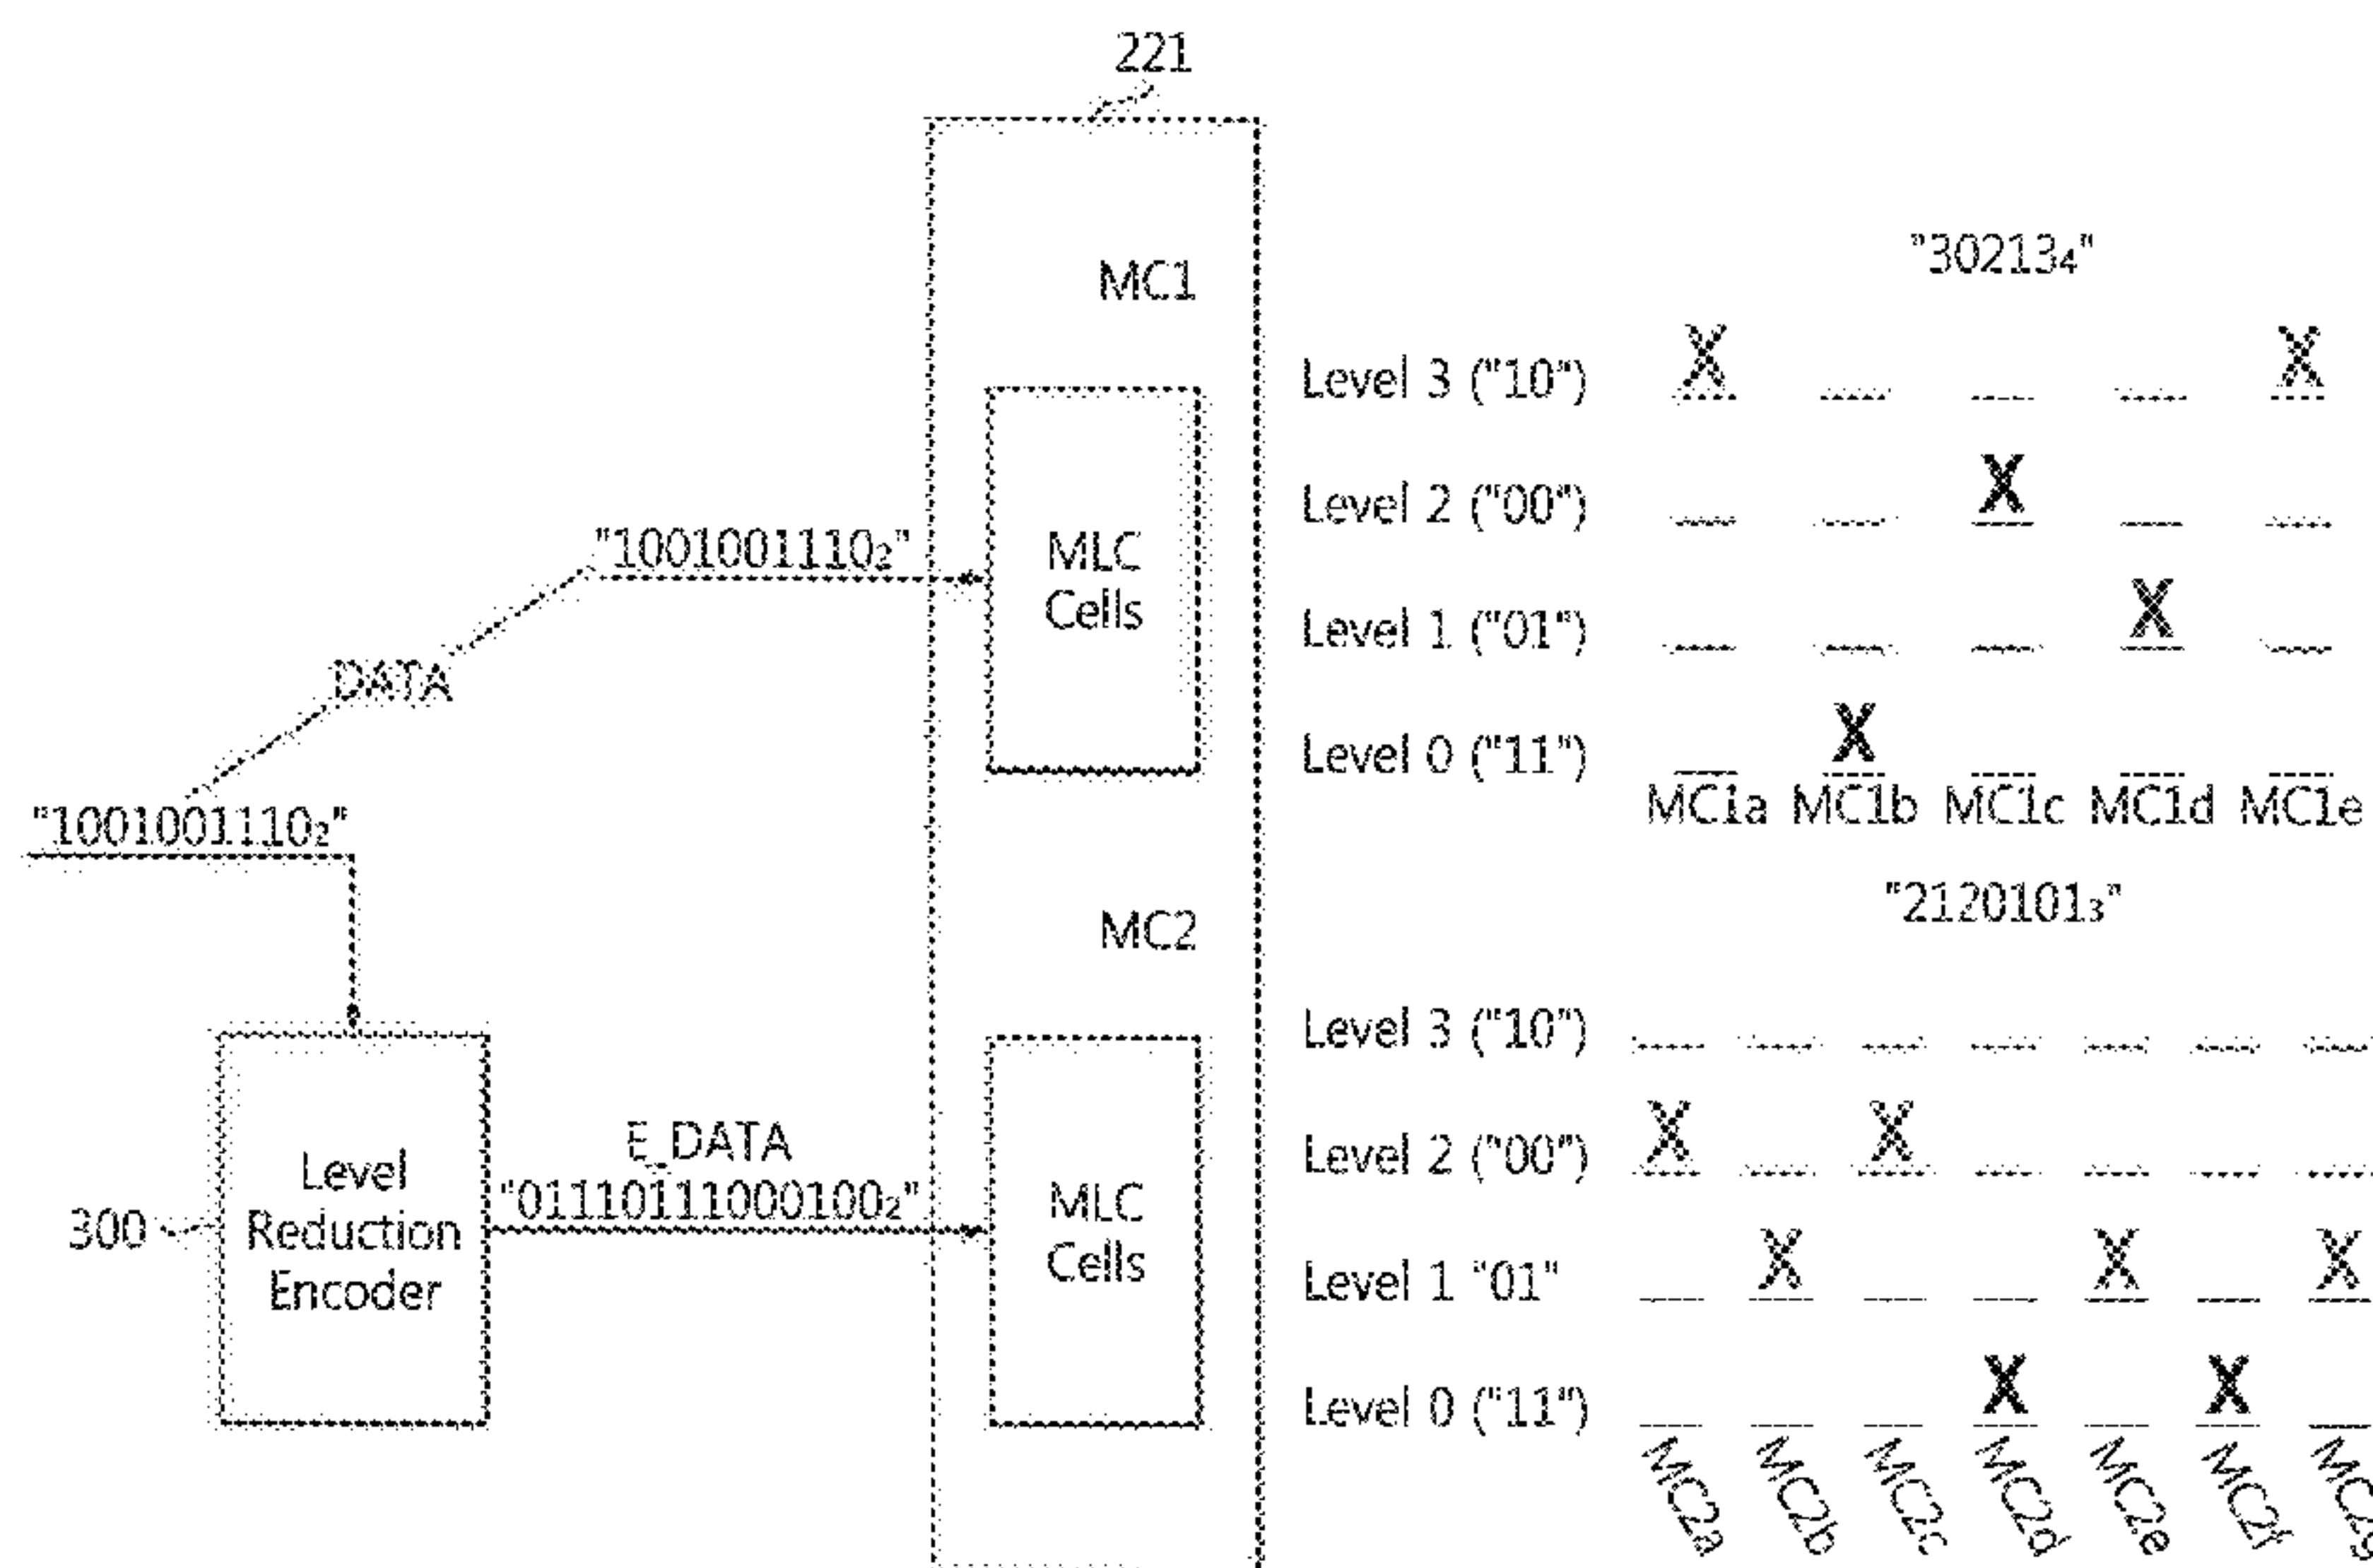 221
MC1
"30213₄"
Level 3 ("10") X X
Level 2 ("00") X
"1001001110₂"
MLC
Cells
Level 1 ("01") X
DATA
Level 0 ("11") X
MC1a MC1b MC1c MC1d MC1e
"1001001110₂"
"2120101₃"
MC2
Level 3 ("10")
Level 2 ("00") X X
E_DATA
"01110111000100₂"
300
Level
Reduction
Encoder
MLC
Cells
Level 1 "01" X X X
Level 0 ("11") X X
MC2a MC2b MC2c MC2d MC2e MC2f